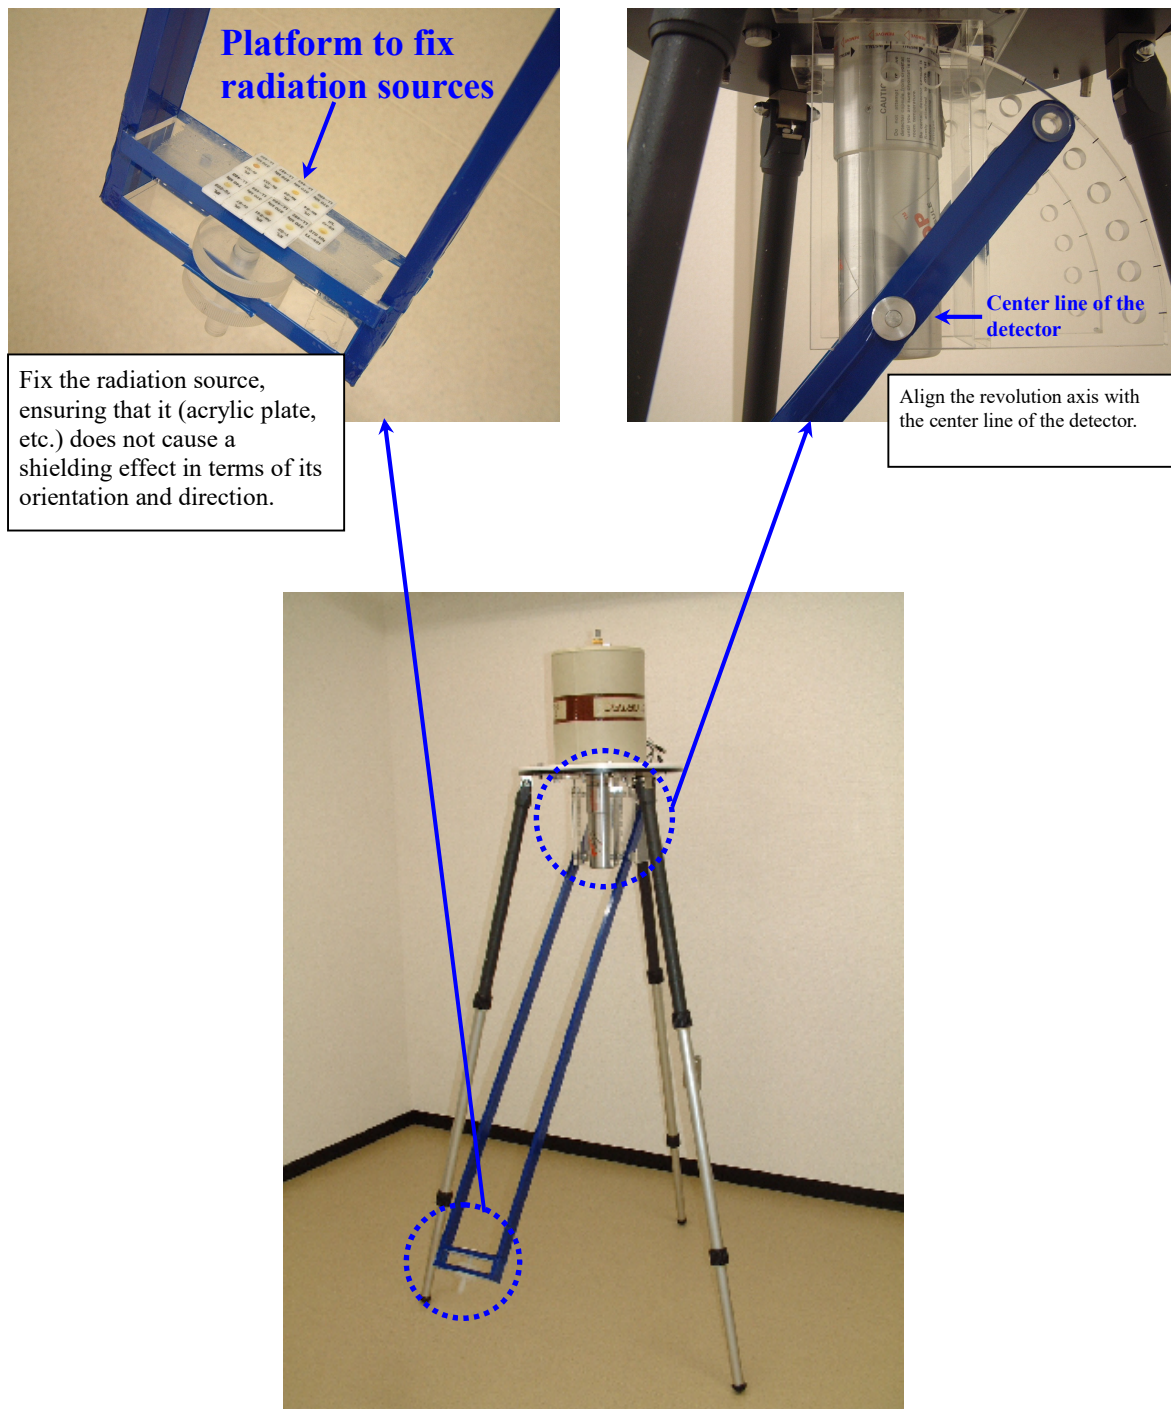 Platform to fix
radiation sources
Center line of the
detector
Fix the radiation source,
ensuring that it (acrylic plate,
etc.) does not cause a
shielding effect in terms of its
orientation and direction.
Align the revolution axis with
the center line of the detector.
CAUTION